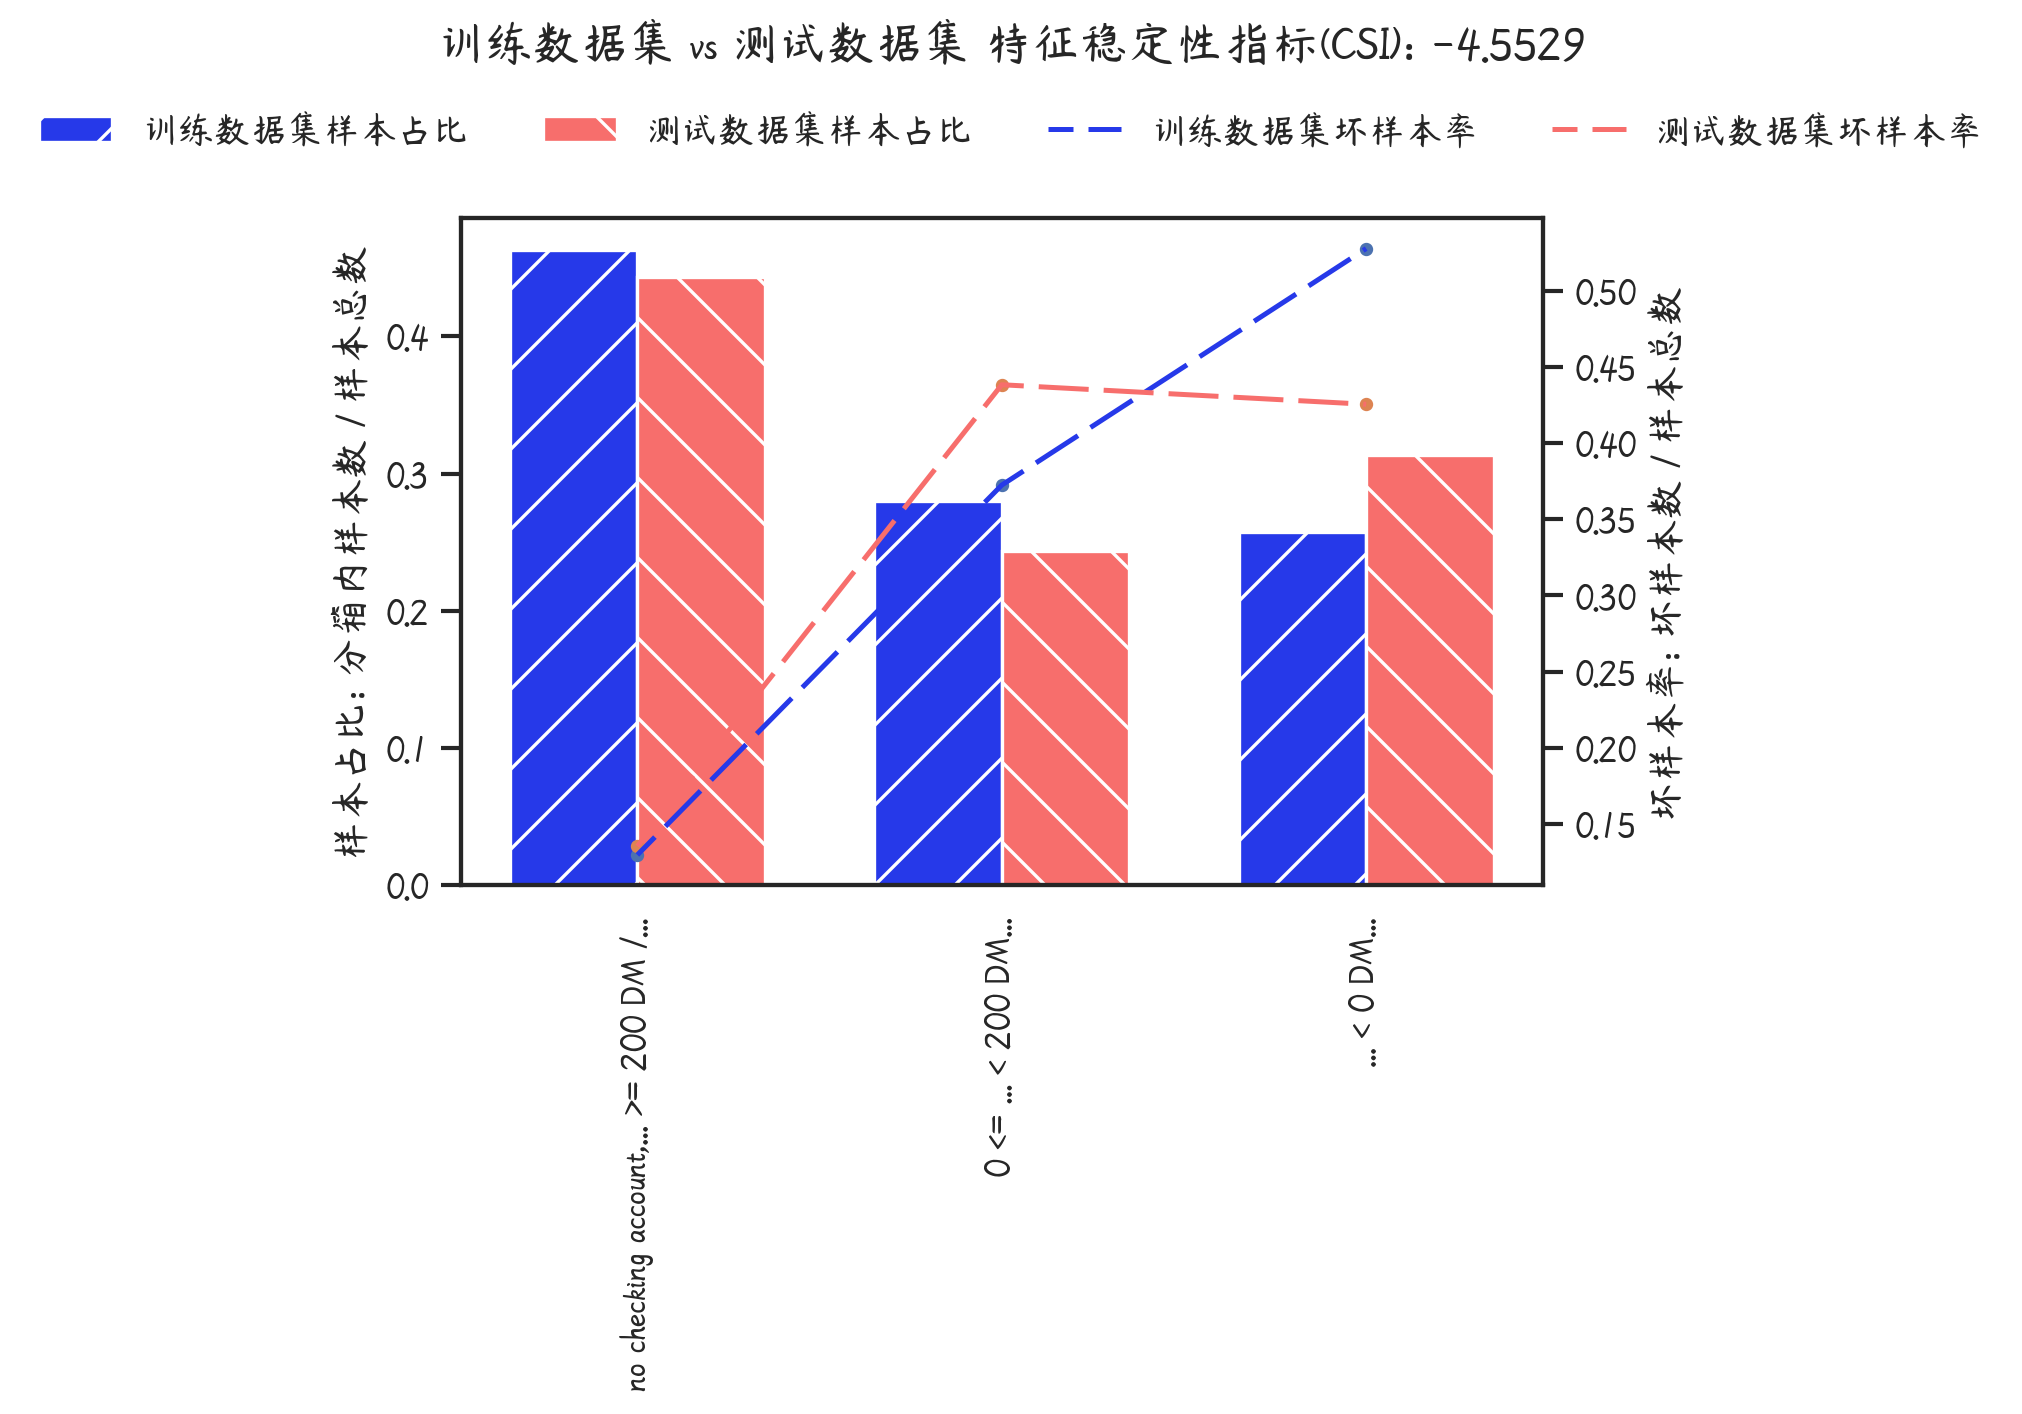 训练数据集 vs 测试数据集 特征稳定性指标(CSI): -4.5529
训练数据集样本占比
测试数据集样本占比
训练数据集坏样本率
测试数据集坏样本率
样本占比: 分箱内样本数 / 样本总数
0.4
0.3
0.2
0.1
0.0
0.50
0.45
0.40
0.35
0.30
0.25
0.20
0.15
坏样本率: 坏样本数 / 样本总数
no checking account,... >= 200 DM /...
0 <= ... < 200 DM...
... < 0 DM...